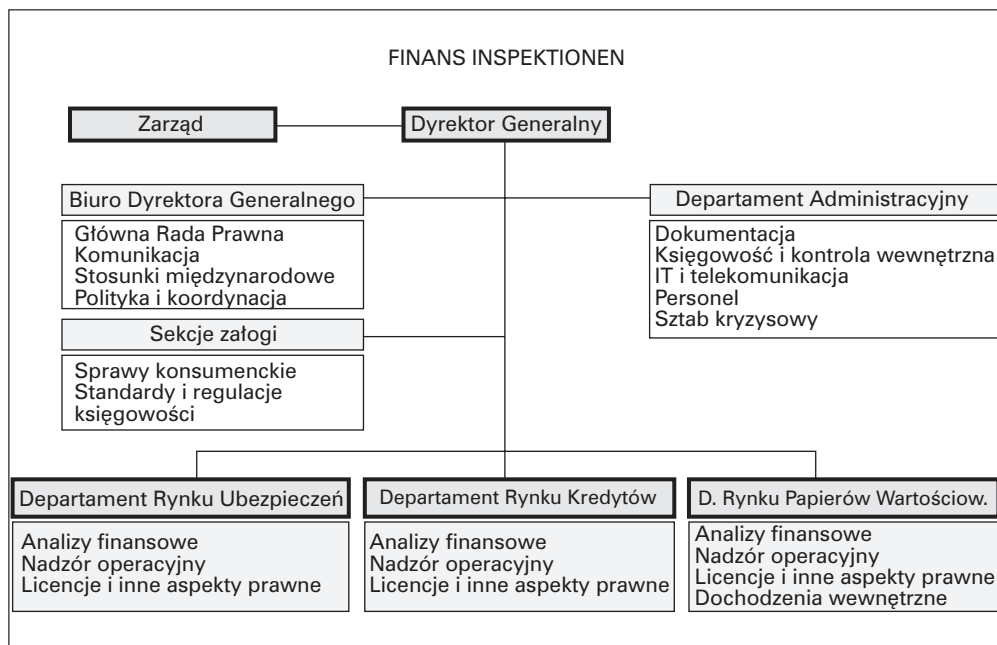 FINANS INSPEKTIONEN
Zarząd
Dyrektor Generalny
Biuro Dyrektora Generalnego
Główna Rada Prawna
Komunikacja
Stosunki międzynarodowe
Polityka i koordynacja
Departament Administracyjny
Dokumentacja
Księgowość i kontrola wewnętrzna
IT i telekomunikacja
Personel
Sztab kryzysowy
Sekcje załogi
Sprawy konsumenckie
Standardy i regulacje
księgowości
Departament Rynku Ubezpieczeń
Analizy finansowe
Nadzór operacyjny
Licencje i inne aspekty prawne
Departament Rynku Kredytów
Analizy finansowe
Nadzór operacyjny
Licencje i inne aspekty prawne
D. Rynku Papierów Wartościow.
Analizy finansowe
Nadzór operacyjny
Licencje i inne aspekty prawne
Dochodzenia wewnętrzne